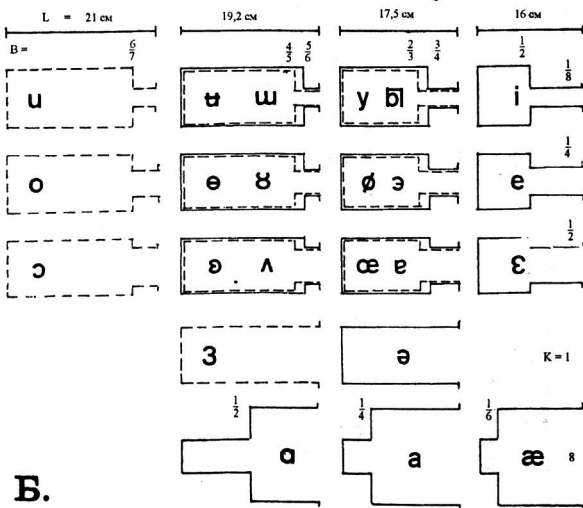 L = 21 см 19,2 см 17,5 см 16 см
B = 6/7 4/5 5/6 2/3 3/4 1/2
1/8
u ʉ ɯ y ы i
1/4
o ɵ ɤ ø э e
1/2
ɔ ɞ ʌ œ ɐ ɛ
з ə K = 1
1/2 1/4 1/6
ɑ a æ 8
Б.